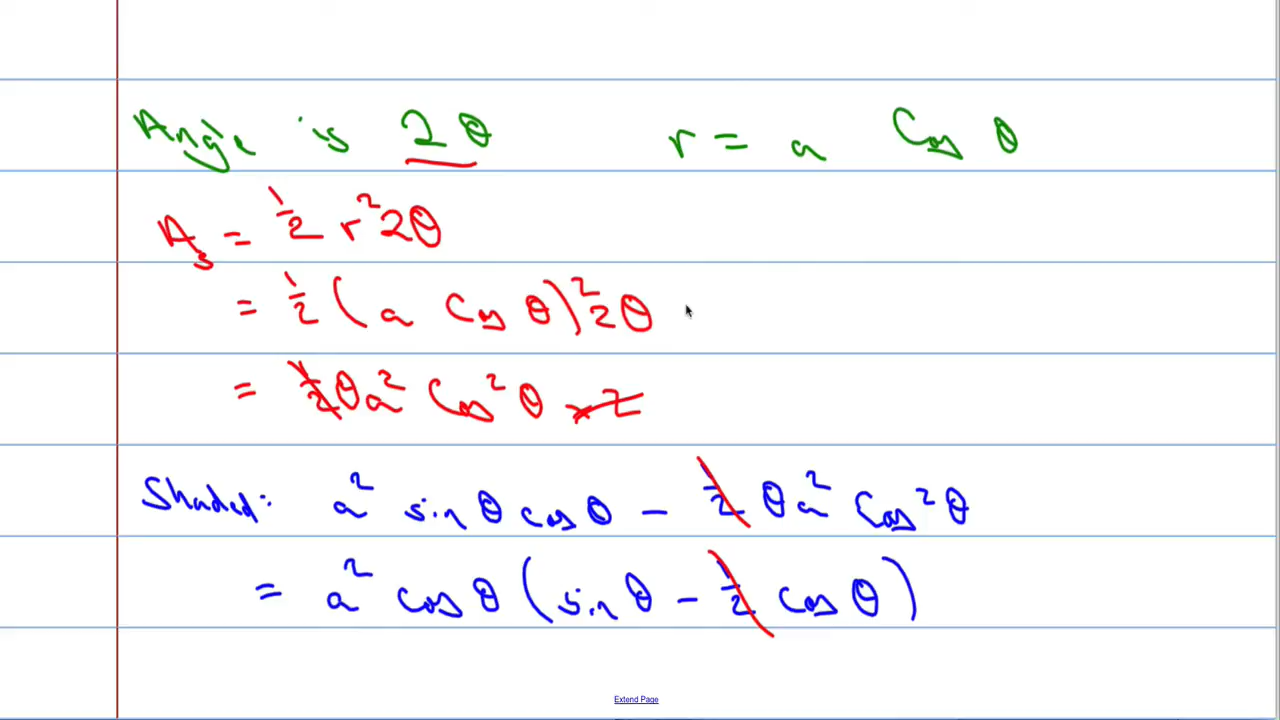 Angle is 2θ r = a Cos θ
A_s = 1/2 r² 2θ
= 1/2 (a Cos θ)² 2θ
= 1/2 θ a² Cos² θ × 2
Shaded: a² sin θ cos θ − 1/2 θ a² Cos² θ
= a² cos θ (sin θ − 1/2 cos θ)
Extend Page